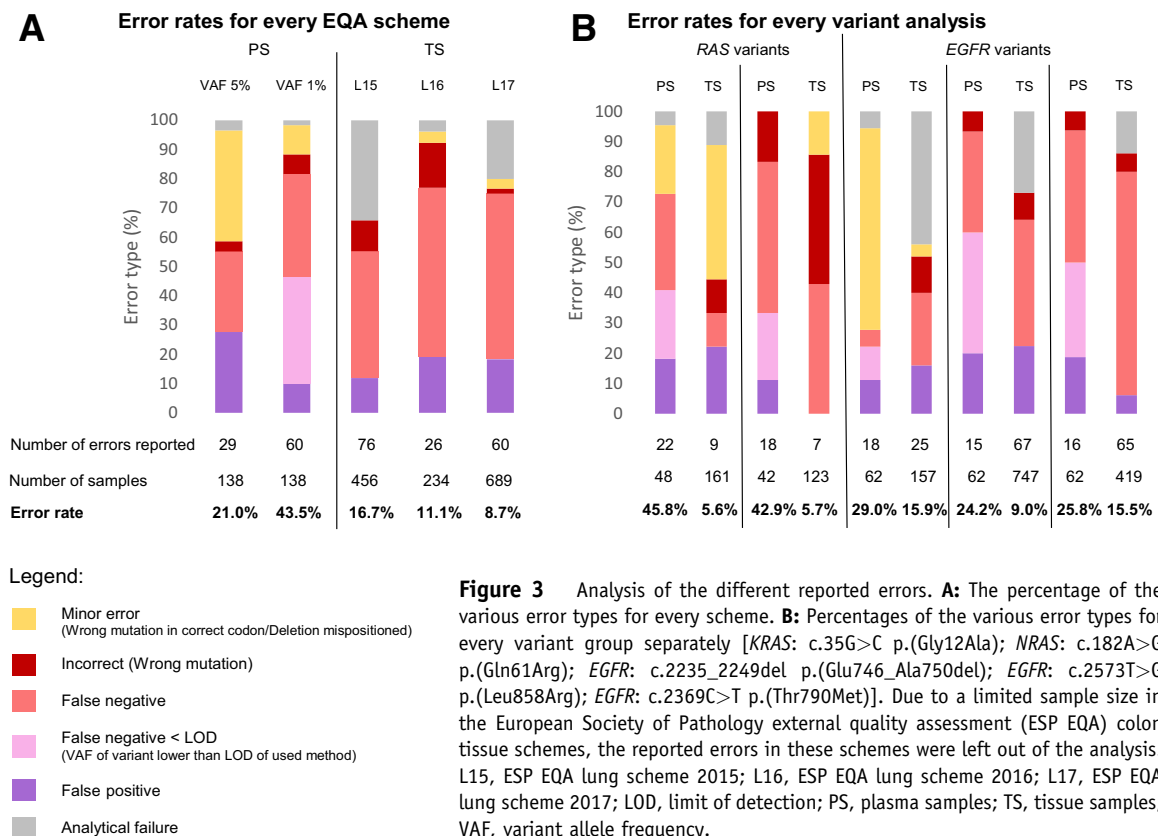 A Error rates for every EQA scheme
PS TS
VAF 5% VAF 1% L15 L16 L17
Error type (%)
100
90
80
70
60
50
40
30
20
10
0
Number of errors reported 29 60 76 26 60
Number of samples 138 138 456 234 689
Error rate 21.0% 43.5% 16.7% 11.1% 8.7%
B Error rates for every variant analysis
RAS variants EGFR variants
PS TS PS TS PS TS PS TS PS TS
Error type (%)
100
90
80
70
60
50
40
30
20
10
0
22 9 18 7 18 25 15 67 16 65
48 161 42 123 62 157 62 747 62 419
45.8% 5.6% 42.9% 5.7% 29.0% 15.9% 24.2% 9.0% 25.8% 15.5%
Legend:
Minor error
(Wrong mutation in correct codon/Deletion mispositioned)
Incorrect (Wrong mutation)
False negative
False negative < LOD
(VAF of variant lower than LOD of used method)
False positive
Analytical failure
Figure 3 Analysis of the different reported errors. A: The percentage of the
various error types for every scheme. B: Percentages of the various error types for
every variant group separately [KRAS: c.35G>C p.(Gly12Ala); NRAS: c.182A>G
p.(Gln61Arg); EGFR: c.2235_2249del p.(Glu746_Ala750del); EGFR: c.2573T>G
p.(Leu858Arg); EGFR: c.2369C>T p.(Thr790Met)]. Due to a limited sample size in
the European Society of Pathology external quality assessment (ESP EQA) colon
tissue schemes, the reported errors in these schemes were left out of the analysis.
L15, ESP EQA lung scheme 2015; L16, ESP EQA lung scheme 2016; L17, ESP EQA
lung scheme 2017; LOD, limit of detection; PS, plasma samples; TS, tissue samples;
VAF, variant allele frequency.